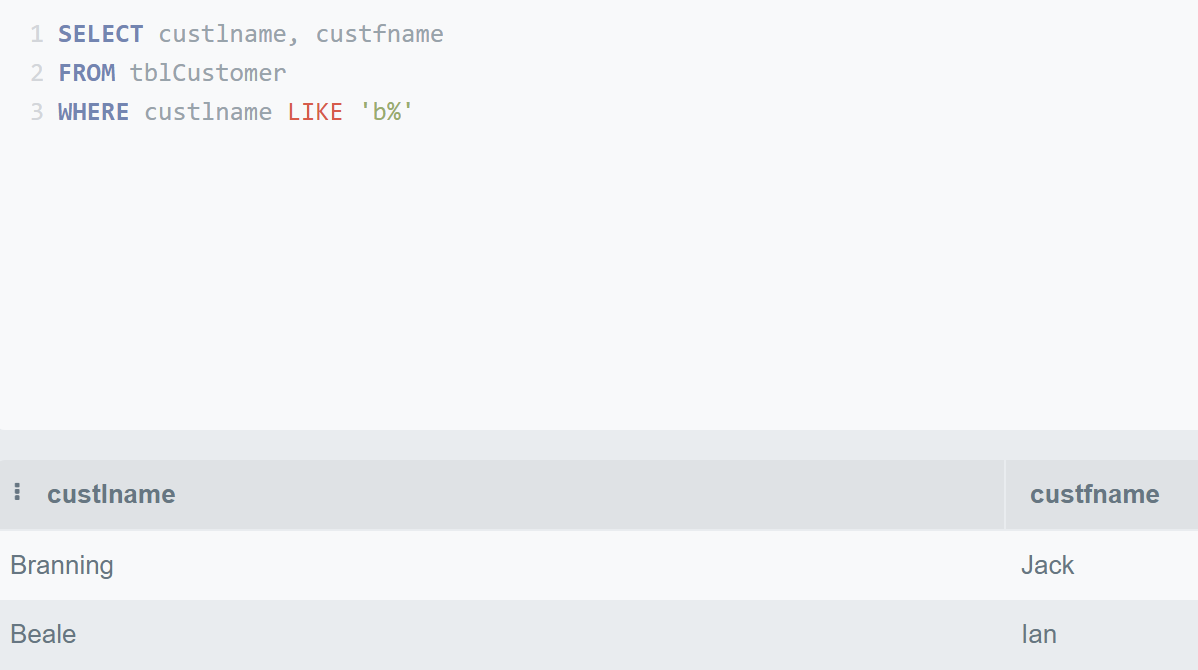 1 SELECT custlname, custfname
2 FROM tblCustomer
3 WHERE custlname LIKE 'b%'
custlname custfname
Branning Jack
Beale Ian